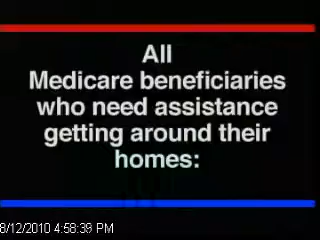 All
Medicare beneficiaries
who need assistance
getting around their
homes:
8/12/2010 4:58:39 PM